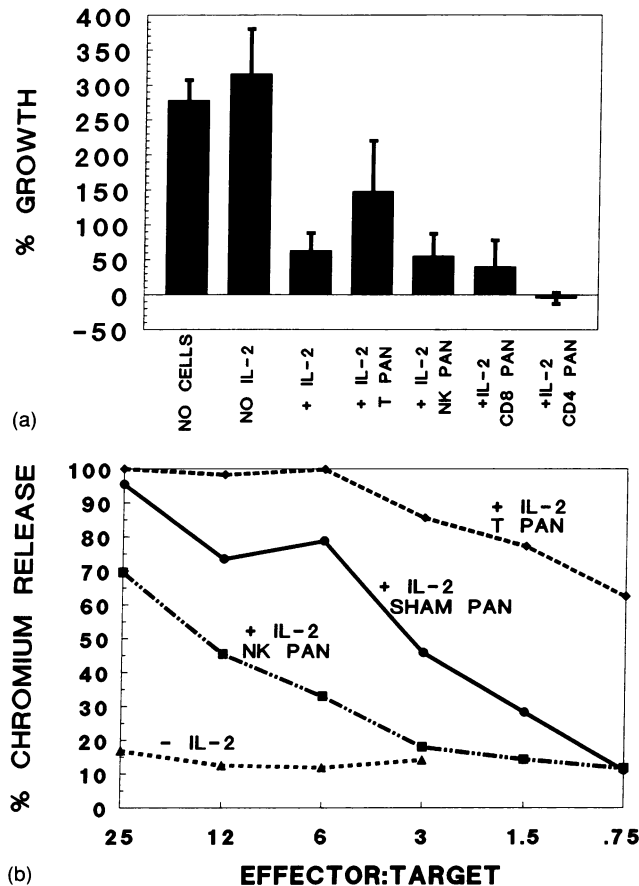 400
350
300
250
200
150
100
50
0
-50
% GROWTH
NO CELLS
NO IL-2
+ IL-2
+ IL-2
T PAN
+ IL-2
NK PAN
+IL-2
CD8 PAN
+IL-2
CD4 PAN
(a)
100
90
80
70
60
50
40
30
20
10
0
% CHROMIUM RELEASE
+ IL-2
T PAN
+ IL-2
SHAM PAN
+ IL-2
NK PAN
- IL-2
25 12 6 3 1.5 .75
(b)
EFFECTOR:TARGET